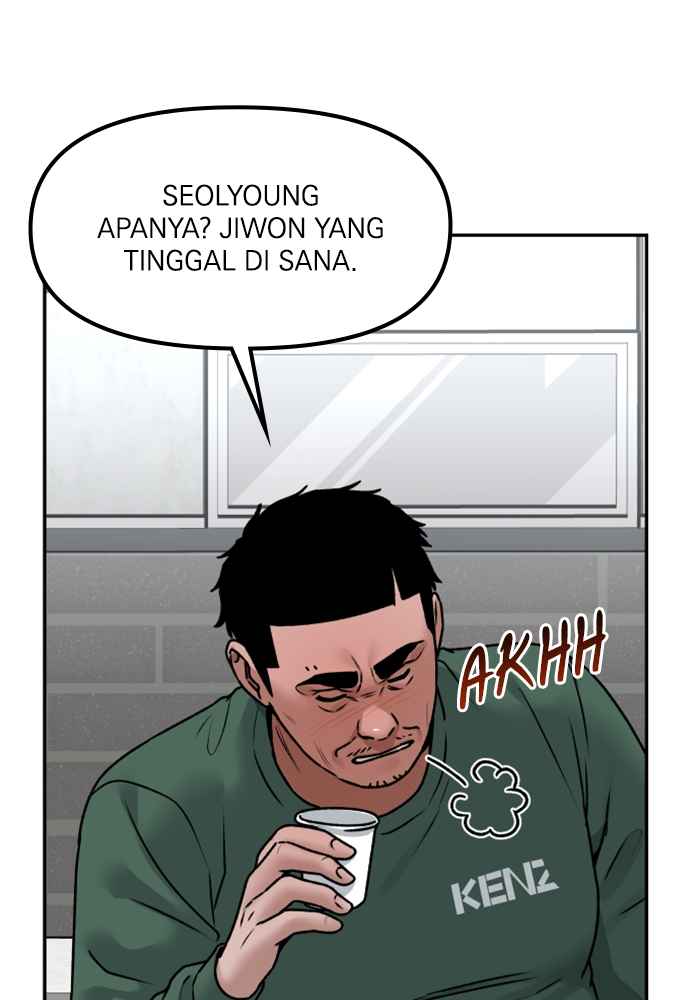 SEOLYOUNG
APANYA? JIWON YANG
TINGGAL DI SANA.
AKHH
KENZ